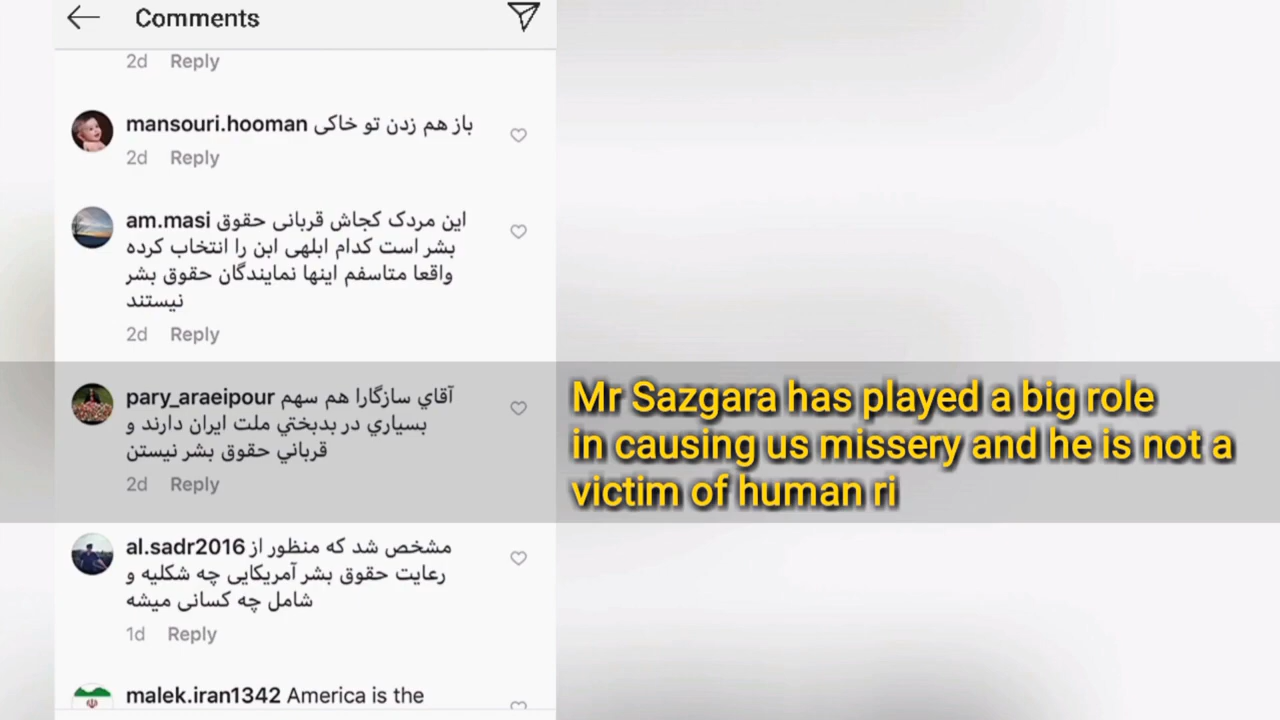 Comments
2d Reply
mansouri.hooman باز هم زدن تو خاکی
2d Reply
am.masi این مردک کجاش قربانی حقوق
بشر است کدام ابلهی ابن را انتخاب کرده
واقعا متاسفم اینها نمایندگان حقوق بشر
نیستند
2d Reply
pary_araeipour آقاي سازگارا هم سهم
بسياري در بدبختي ملت ايران دارند و
قرباني حقوق بشر نيستن
2d Reply
Mr Sazgara has played a big role
in causing us missery and he is not a
victim of human ri
al.sadr2016 مشخص شد که منظور از
رعایت حقوق بشر آمریکایی چه شکلیه و
شامل چه کسانی میشه
1d Reply
malek.iran1342 America is the